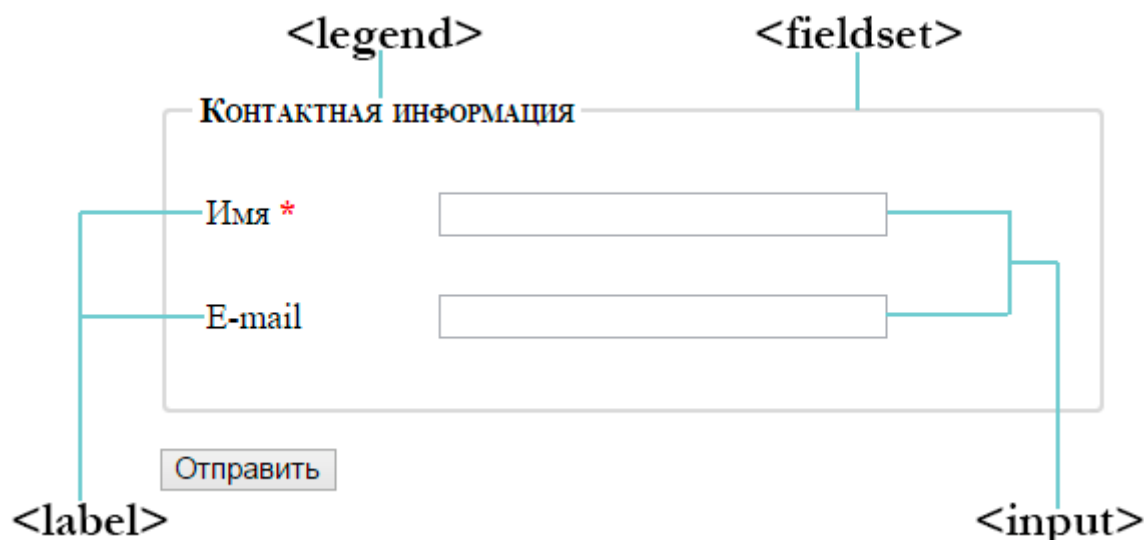 <legend> <fieldset>
Контактная информация
Имя *
E-mail
Отправить
<label> <input>